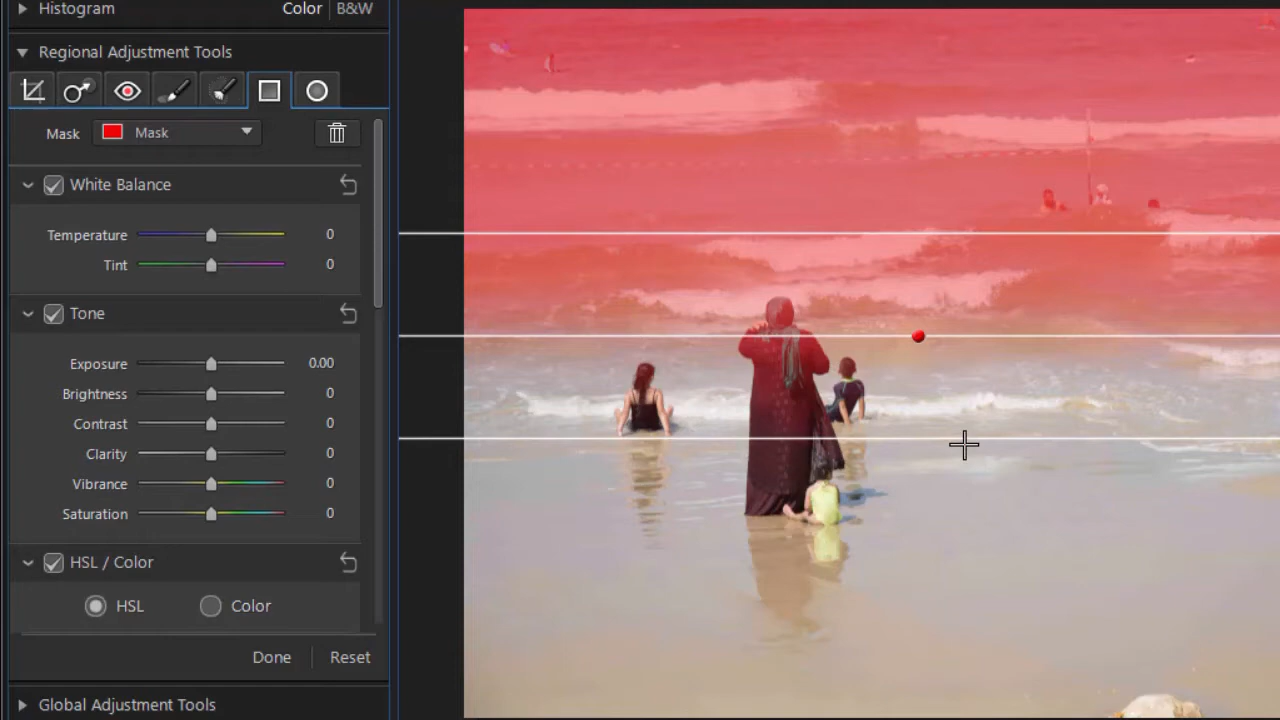 Histogram Color B&W
Regional Adjustment Tools
Mask Mask
White Balance
Temperature 0
Tint 0
Tone
Exposure 0.00
Brightness 0
Contrast 0
Clarity 0
Vibrance 0
Saturation 0
HSL / Color
HSL Color
Done Reset
Global Adjustment Tools